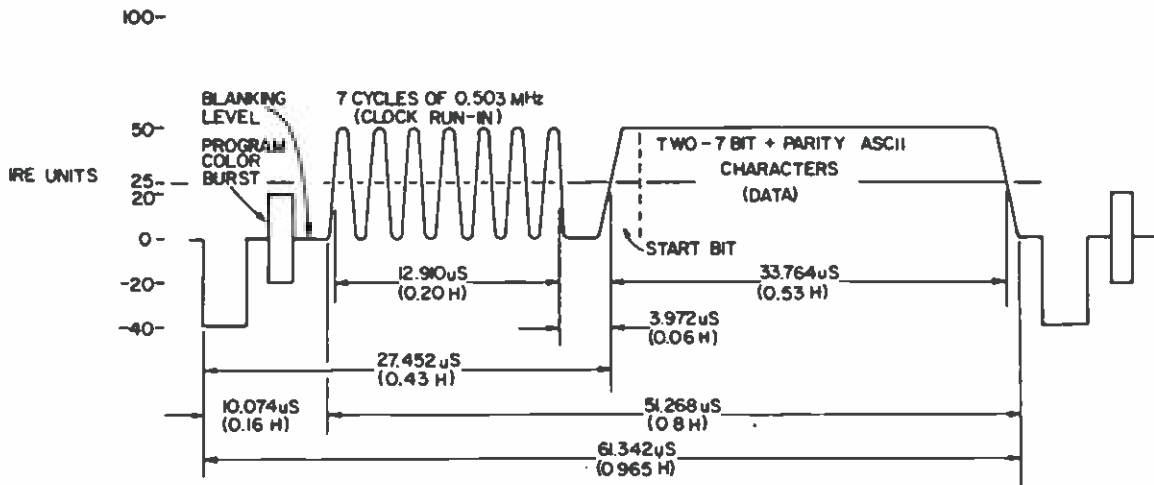 100-
BLANKING
LEVEL
7 CYCLES OF 0.503 MHz
(CLOCK RUN-IN)
50-
PROGRAM
COLOR
BURST
TWO-7 BIT + PARITY ASCII
CHARACTERS
(DATA)
IRE UNITS
25-
20-
0-
START BIT
-20-
12.910uS
(0.20 H)
33.764uS
(0.53 H)
-40-
3.972uS
(0.06 H)
27.452uS
(0.43 H)
10.074uS
(0.16 H)
51.268uS
(0.8 H)
61.342uS
(0.965 H)